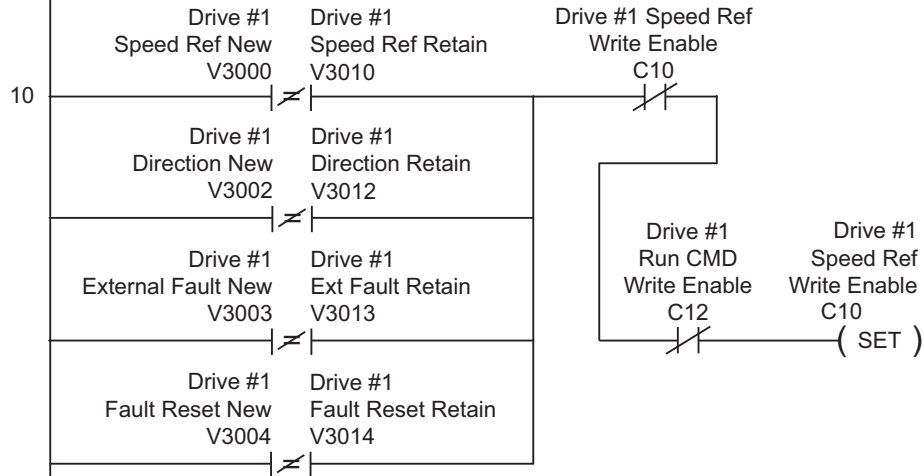 Drive #1 Drive #1 Drive #1 Speed Ref
Speed Ref New Speed Ref Retain Write Enable
V3000 V3010 C10
10 ≠
Drive #1 Drive #1
Direction New Direction Retain
V3002 V3012
≠
Drive #1 Drive #1
External Fault New Ext Fault Retain
V3003 V3013
≠
Drive #1 Drive #1
Run CMD Speed Ref
Write Enable Write Enable
C12 C10
( SET )
Drive #1 Drive #1
Fault Reset New Fault Reset Retain
V3004 V3014
≠